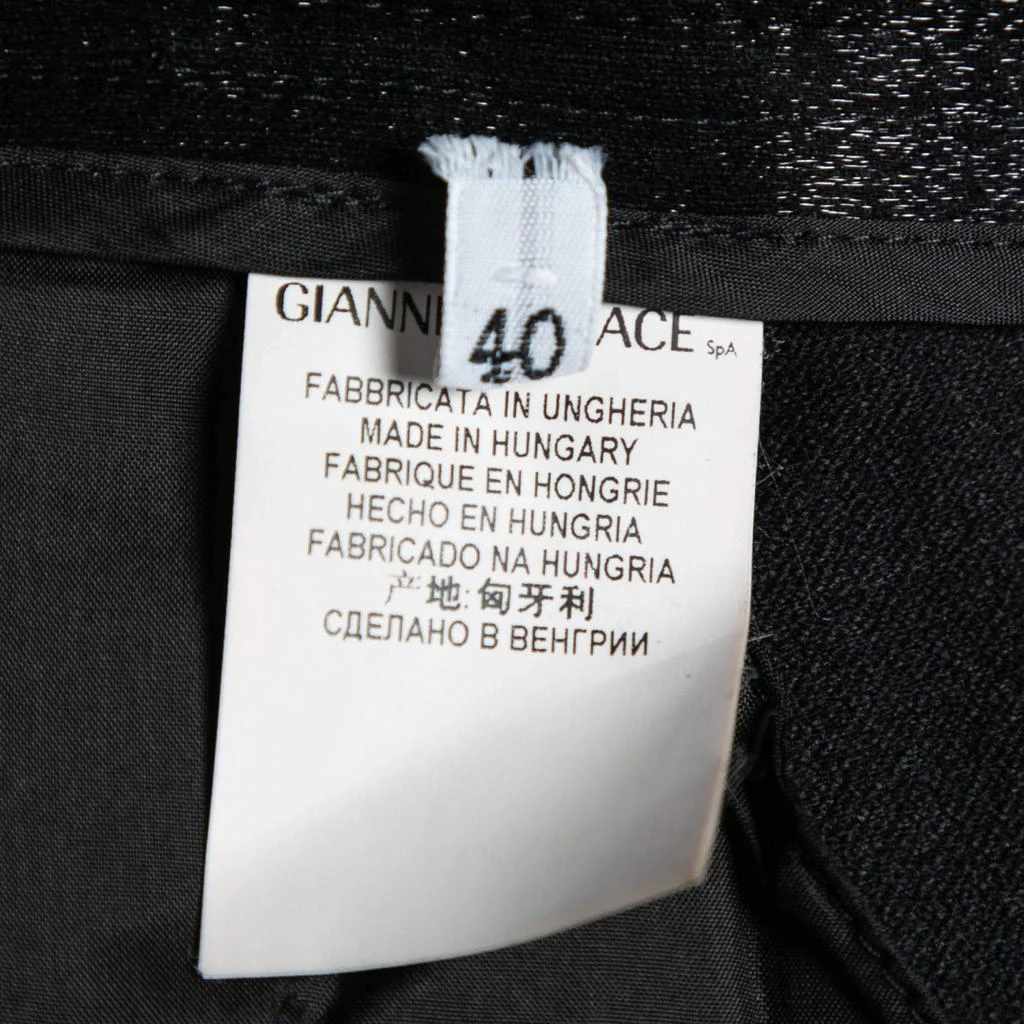 GIANNI ACE SpA
40
FABBRICATA IN UNGHERIA
MADE IN HUNGARY
FABRIQUE EN HONGRIE
HECHO EN HUNGRIA
FABRICADO NA HUNGRIA
产地:匈牙利
СДЕЛАНО В ВЕНГРИИ